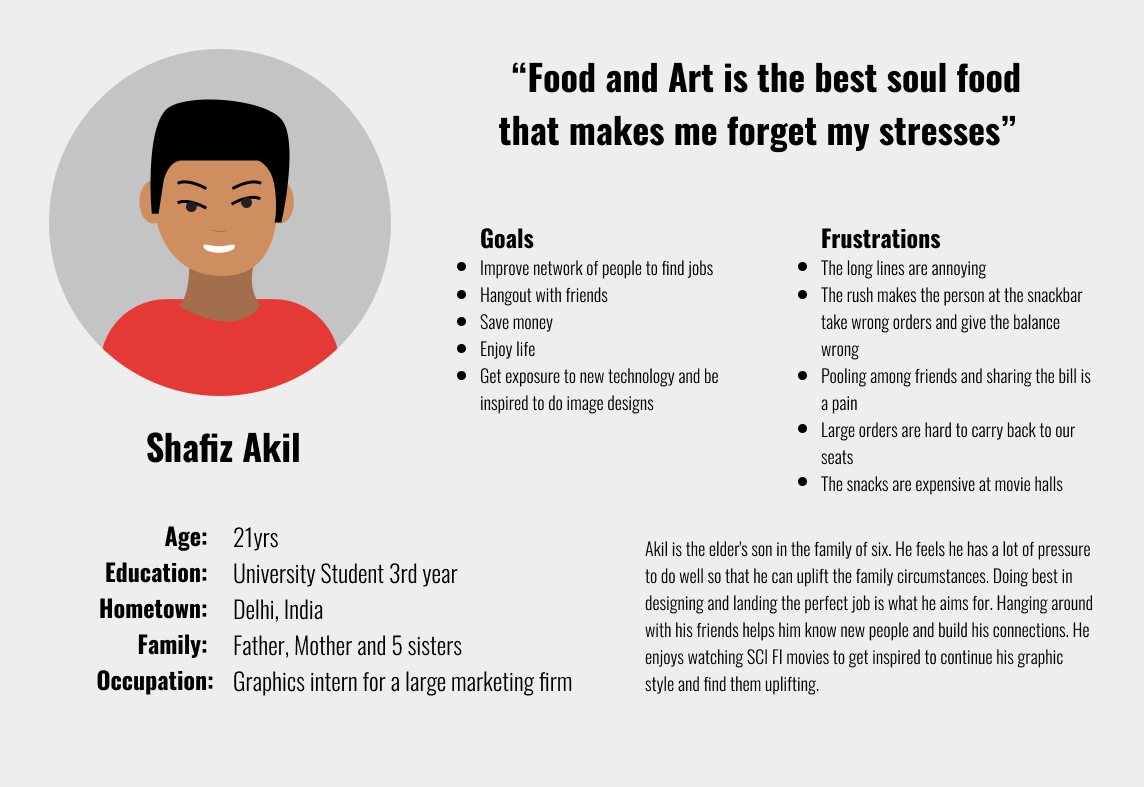 “Food and Art is the best soul food
that makes me forget my stresses”
Goals
Improve network of people to find jobs
Hangout with friends
Save money
Enjoy life
Get exposure to new technology and be
inspired to do image designs
Frustrations
The long lines are annoying
The rush makes the person at the snackbar
take wrong orders and give the balance
wrong
Pooling among friends and sharing the bill is
a pain
Large orders are hard to carry back to our
seats
The snacks are expensive at movie halls
Shafiz Akil
Age: 21yrs
Education: University Student 3rd year
Hometown: Delhi, India
Family: Father, Mother and 5 sisters
Occupation: Graphics intern for a large marketing firm
Akil is the elder's son in the family of six. He feels he has a lot of pressure
to do well so that he can uplift the family circumstances. Doing best in
designing and landing the perfect job is what he aims for. Hanging around
with his friends helps him know new people and build his connections. He
enjoys watching SCI FI movies to get inspired to continue his graphic
style and find them uplifting.